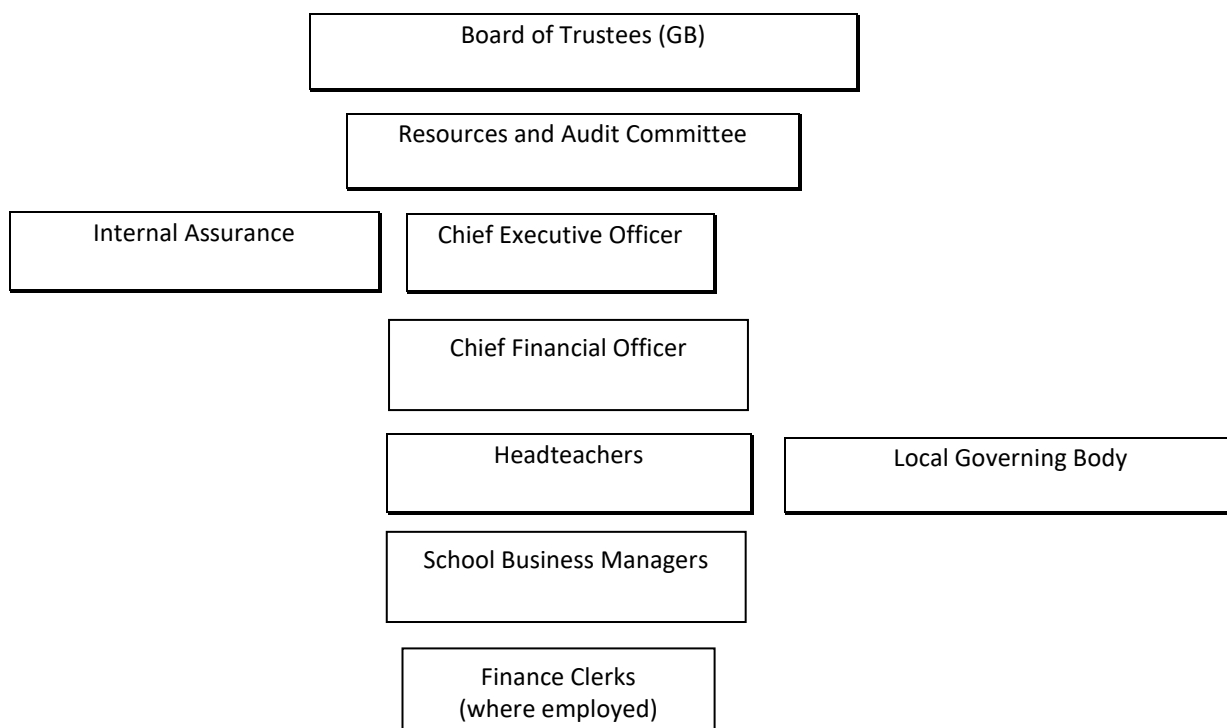 Board of Trustees (GB)
Resources and Audit Committee
Internal Assurance
Chief Executive Officer
Chief Financial Officer
Headteachers
Local Governing Body
School Business Managers
Finance Clerks
(where employed)